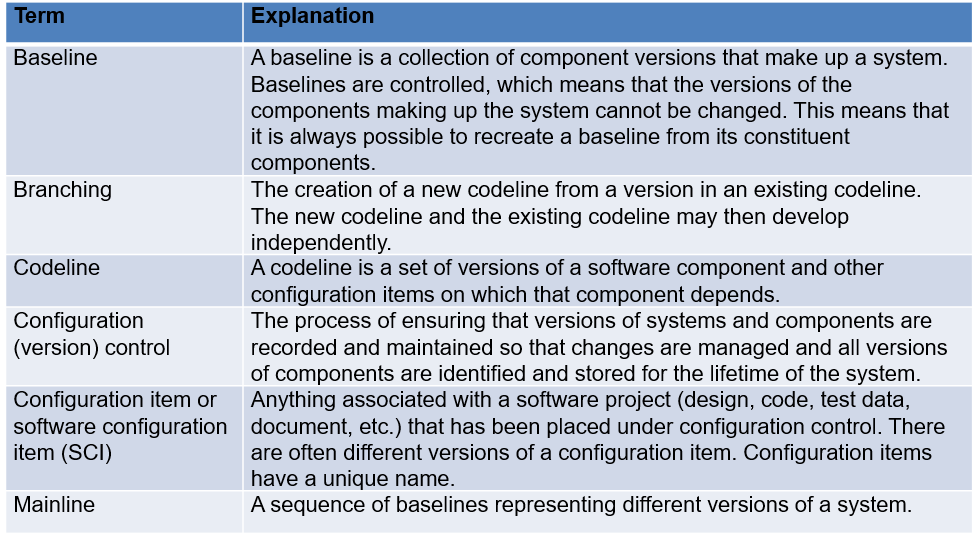 Term Explanation
Baseline A baseline is a collection of component versions that make up a system.
Baselines are controlled, which means that the versions of the
components making up the system cannot be changed. This means that
it is always possible to recreate a baseline from its constituent
components.
Branching The creation of a new codeline from a version in an existing codeline.
The new codeline and the existing codeline may then develop
independently.
Codeline A codeline is a set of versions of a software component and other
configuration items on which that component depends.
Configuration The process of ensuring that versions of systems and components are
(version) control recorded and maintained so that changes are managed and all versions
of components are identified and stored for the lifetime of the system.
Configuration item or Anything associated with a software project (design, code, test data,
software configuration document, etc.) that has been placed under configuration control. There
item (SCI) are often different versions of a configuration item. Configuration items
have a unique name.
Mainline A sequence of baselines representing different versions of a system.